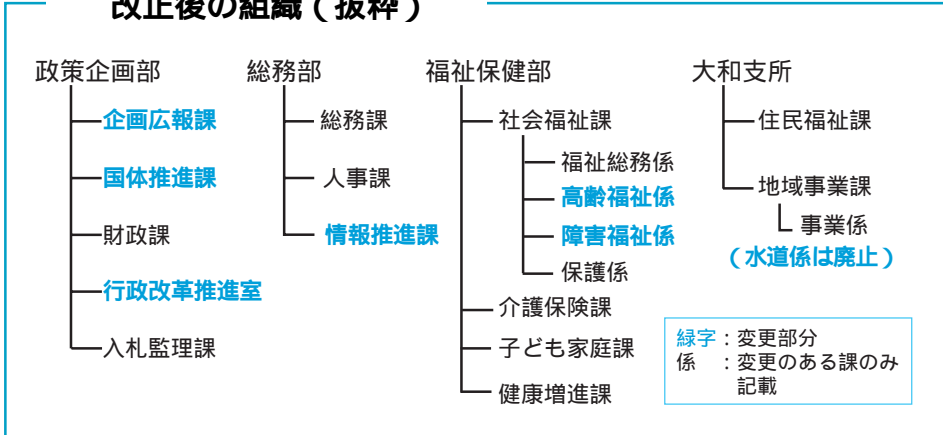 改正後の組織(抜粋)
政策企画部
企画広報課
国体推進課
財政課
行政改革推進室
入札監理課
総務部
総務課
人事課
情報推進課
福祉保健部
社会福祉課
福祉総務係
高齢福祉係
障害福祉係
保護係
介護保険課
子ども家庭課
健康増進課
大和支所
住民福祉課
地域事業課
事業係
(水道係は廃止)
緑字:変更部分
係 :変更のある課のみ
記載